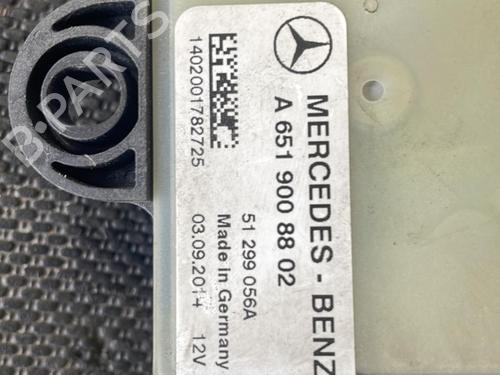 MERCEDES - BENZ
A 651 900 88 02
51 299 056A
Made in Germany
03.09.2014 12V
1402001782725
B-PARTS